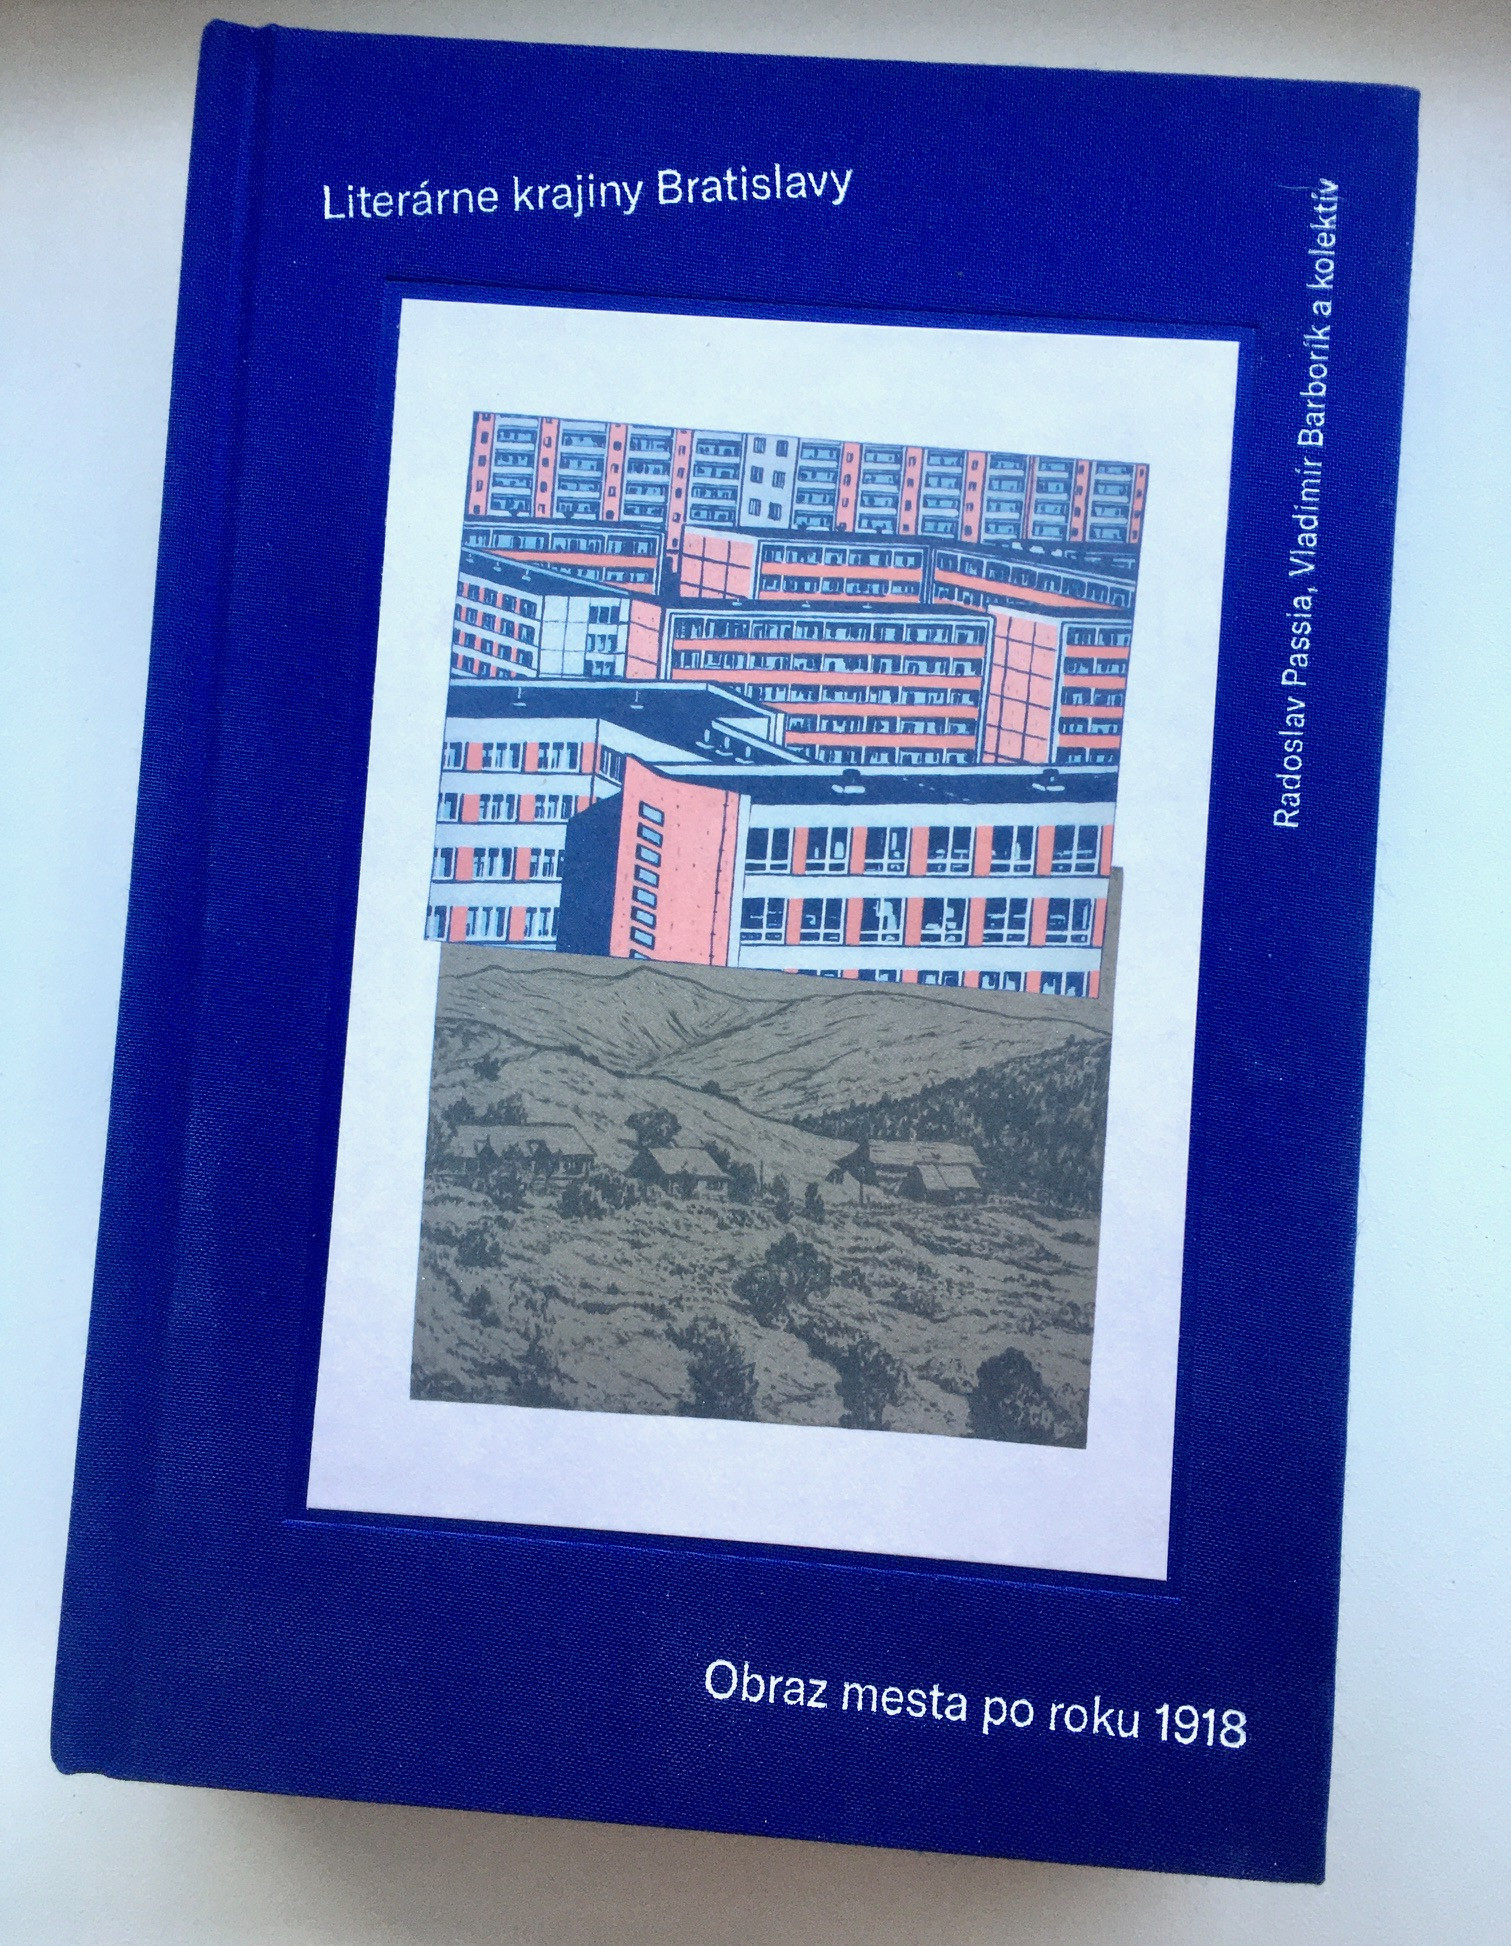 Literárne krajiny Bratislavy
Radoslav Passia, Vladimír Barborík a kolektív
Obraz mesta po roku 1918